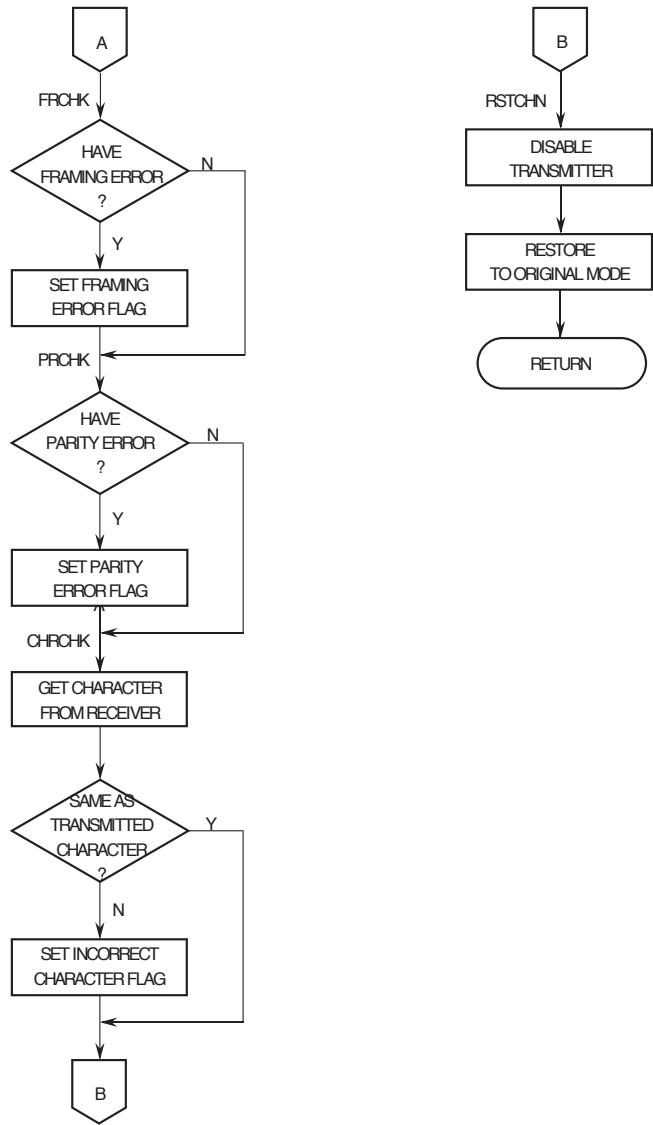 A
FRCHK
HAVE
FRAMING ERROR
?
N
Y
SET FRAMING
ERROR FLAG
PRCHK
HAVE
PARITY ERROR
?
N
Y
SET PARITY
ERROR FLAG
CHRCHK
GET CHARACTER
FROM RECEIVER
SAME AS
TRANSMITTED
CHARACTER
?
Y
N
SET INCORRECT
CHARACTER FLAG
B
B
RSTCHN
DISABLE
TRANSMITTER
RESTORE
TO ORIGINAL MODE
RETURN